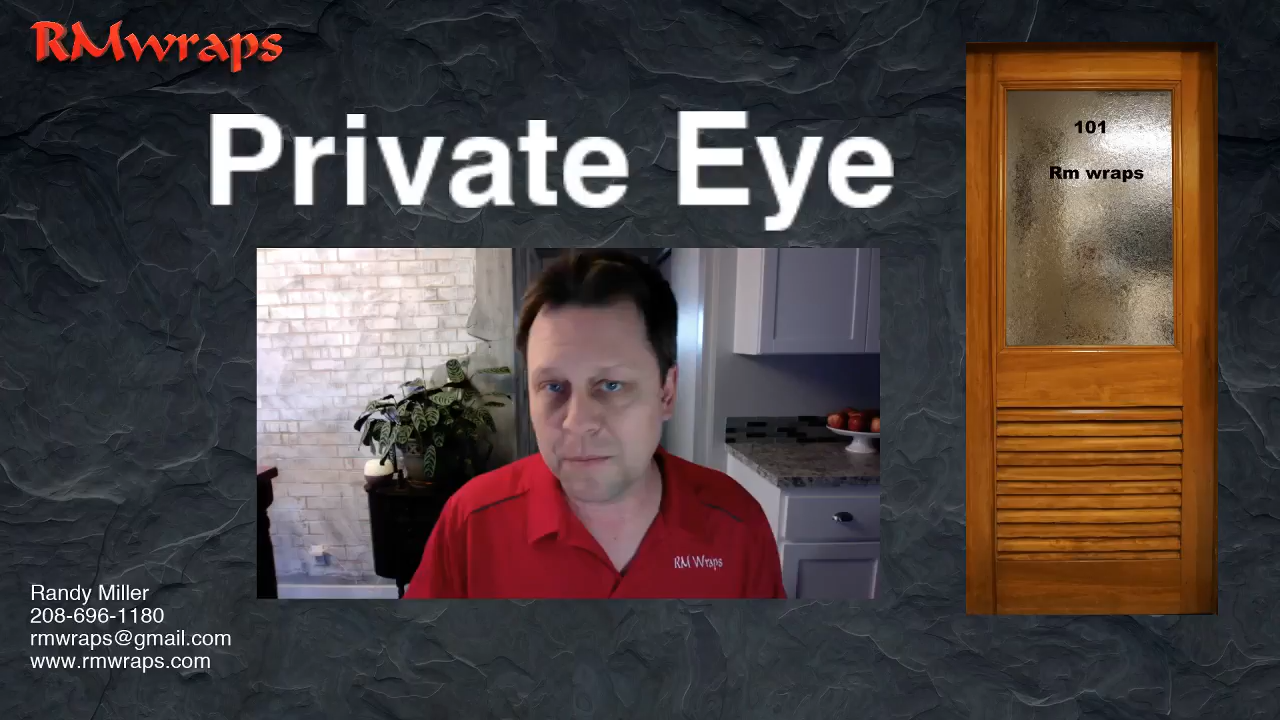 RMwraps
Private Eye
101
Rm wraps
RM Wraps
Randy Miller
208-696-1180
rmwraps@gmail.com
www.rmwraps.com